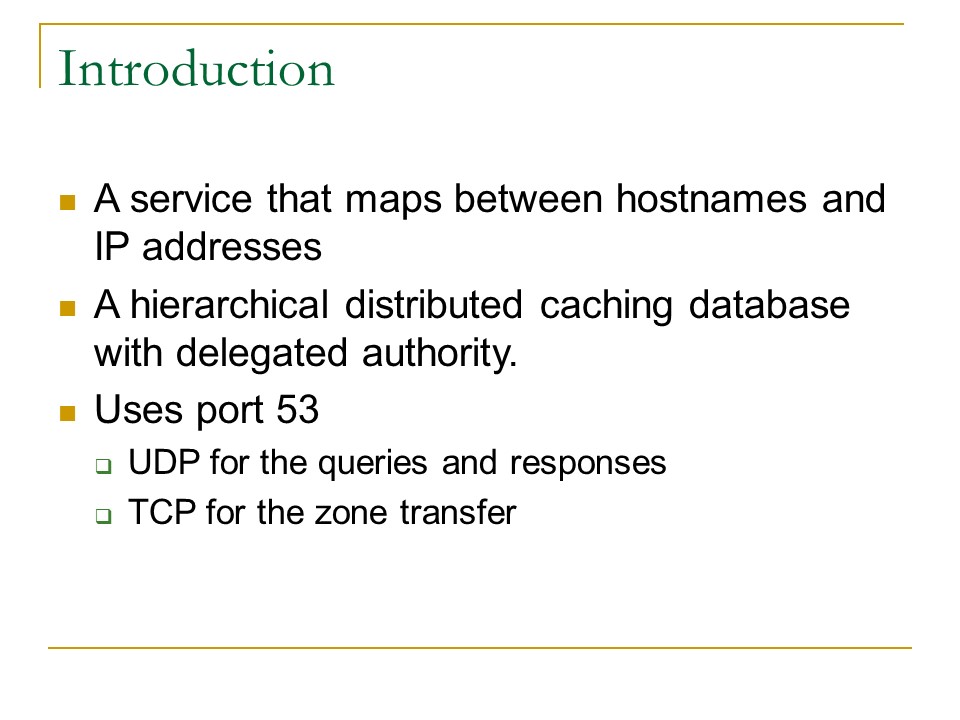 Introduction
A service that maps between hostnames and
IP addresses
A hierarchical distributed caching database
with delegated authority.
Uses port 53
UDP for the queries and responses
TCP for the zone transfer